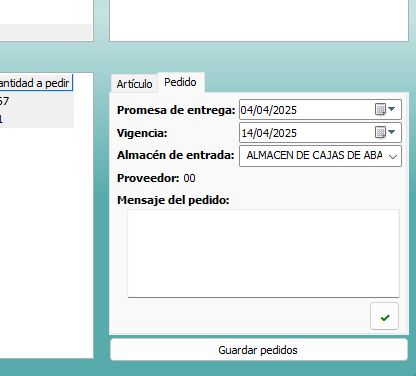 antidad a pedir
57
1
Artículo
Pedido
Promesa de entrega: 04/04/2025
Vigencia: 14/04/2025
Almacén de entrada: ALMACEN DE CAJAS DE ABA
Proveedor: 00
Mensaje del pedido:
Guardar pedidos